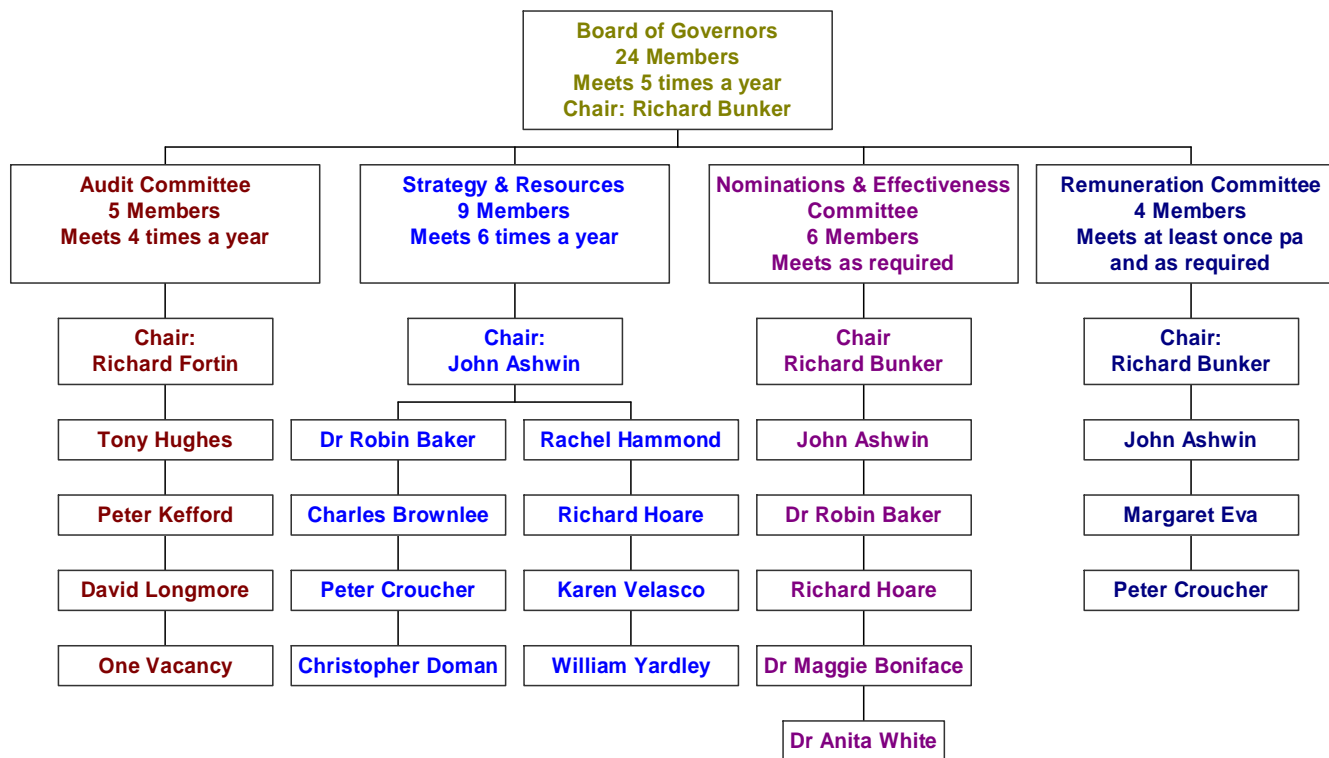 Board of Governors
24 Members
Meets 5 times a year
Chair: Richard Bunker
Audit Committee
5 Members
Meets 4 times a year
Strategy & Resources
9 Members
Meets 6 times a year
Nominations & Effectiveness
Committee
6 Members
Meets as required
Remuneration Committee
4 Members
Meets at least once pa
and as required
Chair:
Richard Fortin
Tony Hughes
Peter Kefford
David Longmore
One Vacancy
Chair:
John Ashwin
Dr Robin Baker
Charles Brownlee
Peter Croucher
Christopher Doman
Rachel Hammond
Richard Hoare
Karen Velasco
William Yardley
Chair
Richard Bunker
John Ashwin
Dr Robin Baker
Richard Hoare
Dr Maggie Boniface
Dr Anita White
Chair:
Richard Bunker
John Ashwin
Margaret Eva
Peter Croucher